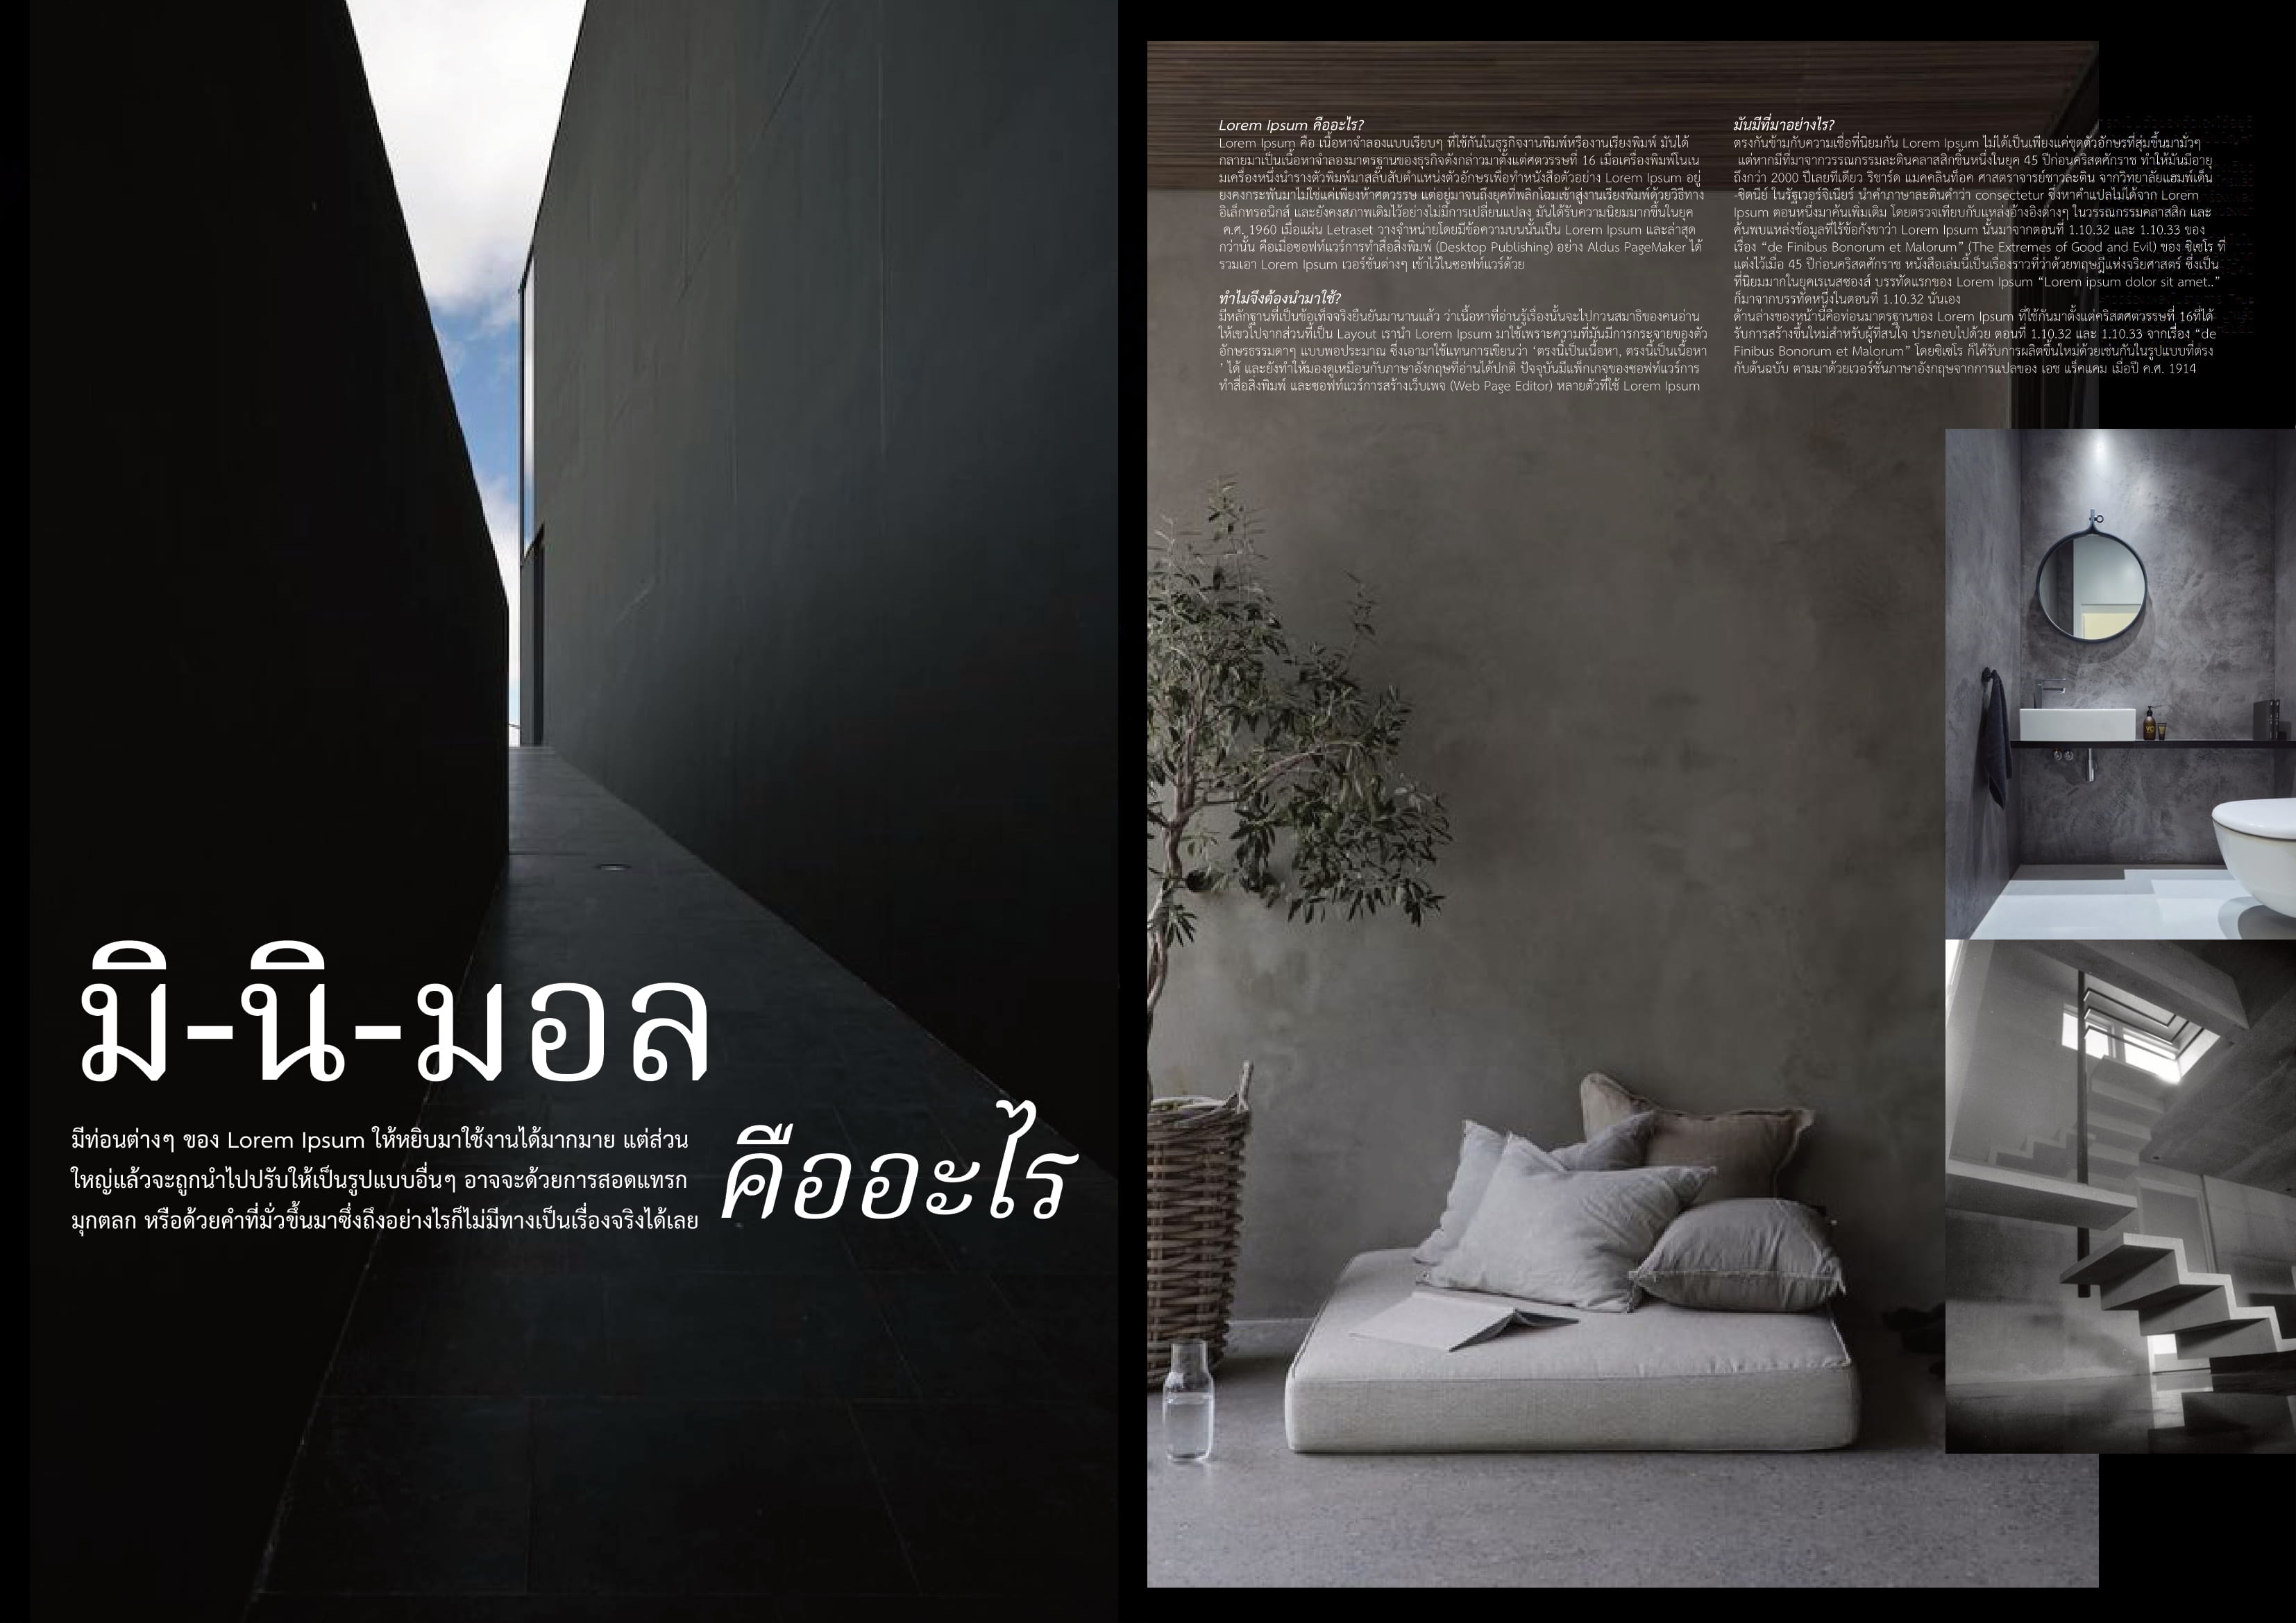 มิ-นิ-มอล
คืออะไร
มีท่อนต่างๆ ของ Lorem Ipsum ให้หยิบมาใช้งานได้มากมาย แต่ส่วน
ใหญ่แล้วจะถูกนำไปปรับให้เป็นรูปแบบอื่นๆ อาจจะด้วยการสอดแทรก
มุกตลก หรือด้วยคำที่มั่วขึ้นมาซึ่งถึงอย่างไรก็ไม่มีทางเป็นเรื่องจริงได้เลย
Lorem Ipsum คืออะไร?
Lorem Ipsum คือ เนื้อหาจำลองแบบเรียบๆ ที่ใช้กันในธุรกิจงานพิมพ์หรืองานเรียงพิมพ์ มันได้
กลายมาเป็นเนื้อหาจำลองมาตรฐานของธุรกิจดังกล่าวมาตั้งแต่ศตวรรษที่ 16 เมื่อเครื่องพิมพ์โนเน
มเครื่องหนึ่งนำรางตัวพิมพ์มาสลับสับตำแหน่งตัวอักษรเพื่อทำหนังสือตัวอย่าง Lorem Ipsum อยู่
ยงคงกระพันมาไม่ใช่แค่เพียงห้าศตวรรษ แต่อยู่มาจนถึงยุคที่พลิกโฉมเข้าสู่งานเรียงพิมพ์ด้วยวิธีทาง
อิเล็กทรอนิกส์ และยังคงสภาพเดิมไว้อย่างไม่มีการเปลี่ยนแปลง มันได้รับความนิยมมากขึ้นในยุค
ค.ศ. 1960 เมื่อแผ่น Letraset วางจำหน่ายโดยมีข้อความบนนั้นเป็น Lorem Ipsum และล่าสุด
กว่านั้น คือเมื่อซอฟท์แวร์การทำสื่อสิ่งพิมพ์ (Desktop Publishing) อย่าง Aldus PageMaker ได้
รวมเอา Lorem Ipsum เวอร์ชั่นต่างๆ เข้าไว้ในซอฟท์แวร์ด้วย
ทำไมจึงต้องนำมาใช้?
มีหลักฐานที่เป็นข้อเท็จจริงยืนยันมานานแล้ว ว่าเนื้อหาที่อ่านรู้เรื่องนั้นจะไปกวนสมาธิของคนอ่าน
ให้เขวไปจากส่วนที่เป็น Layout เรานำ Lorem Ipsum มาใช้เพราะความที่มันมีการกระจายของตัว
อักษรธรรมดาๆ แบบพอประมาณ ซึ่งเอามาใช้แทนการเขียนว่า ‘ตรงนี้เป็นเนื้อหา, ตรงนี้เป็นเนื้อหา
’ ได้ และยังทำให้มองดูเหมือนกับภาษาอังกฤษที่อ่านได้ปกติ ปัจจุบันมีแพ็กเกจของซอฟท์แวร์การ
ทำสื่อสิ่งพิมพ์ และซอฟท์แวร์การสร้างเว็บเพจ (Web Page Editor) หลายตัวที่ใช้ Lorem Ipsum
มันมีที่มาอย่างไร?
ตรงกันข้ามกับความเชื่อที่นิยมกัน Lorem Ipsum ไม่ได้เป็นเพียงแค่ชุดตัวอักษรที่สุ่มขึ้นมามั่วๆ
แต่หากมีที่มาจากวรรณกรรมละตินคลาสสิกชิ้นหนึ่งในยุค 45 ปีก่อนคริสตศักราช ทำให้มันมีอายุ
ถึงกว่า 2000 ปีเลยทีเดียว ริชาร์ด แมคคลินท็อค ศาสตราจารย์ชาวละติน จากวิทยาลัยแฮมพ์เด็น
-ซิดนีย์ ในรัฐเวอร์จิเนียร์ นำคำภาษาละตินคำว่า consectetur ซึ่งหาคำแปลไม่ได้จาก Lorem
Ipsum ตอนหนึ่งมาค้นเพิ่มเติม โดยตรวจเทียบกับแหล่งอ้างอิงต่างๆ ในวรรณกรรมคลาสสิก และ
ค้นพบแหล่งข้อมูลที่ไร้ข้อกังขาว่า Lorem Ipsum นั้นมาจากตอนที่ 1.10.32 และ 1.10.33 ของ
เรื่อง “de Finibus Bonorum et Malorum” (The Extremes of Good and Evil) ของ ซิเซโร ที่
แต่งไว้เมื่อ 45 ปีก่อนคริสตศักราช หนังสือเล่มนี้เป็นเรื่องราวที่ว่าด้วยทฤษฎีแห่งจริยศาสตร์ ซึ่งเป็น
ที่นิยมมากในยุคเรเนสซองส์ บรรทัดแรกของ Lorem Ipsum “Lorem ipsum dolor sit amet..”
ก็มาจากบรรทัดหนึ่งในตอนที่ 1.10.32 นั่นเอง
ด้านล่างของหน้านี้คือท่อนมาตรฐานของ Lorem Ipsum ที่ใช้กันมาตั้งแต่คริสตศตวรรษที่ 16ที่ได้
รับการสร้างขึ้นใหม่สำหรับผู้ที่สนใจ ประกอบไปด้วย ตอนที่ 1.10.32 และ 1.10.33 จากเรื่อง “de
Finibus Bonorum et Malorum” โดยซิเซโร ก็ได้รับการผลิตขึ้นใหม่ด้วยเช่นกันในรูปแบบที่ตรง
กับต้นฉบับ ตามมาด้วยเวอร์ชั่นภาษาอังกฤษจากการแปลของ เอช แร็คแคม เมื่อปี ค.ศ. 1914